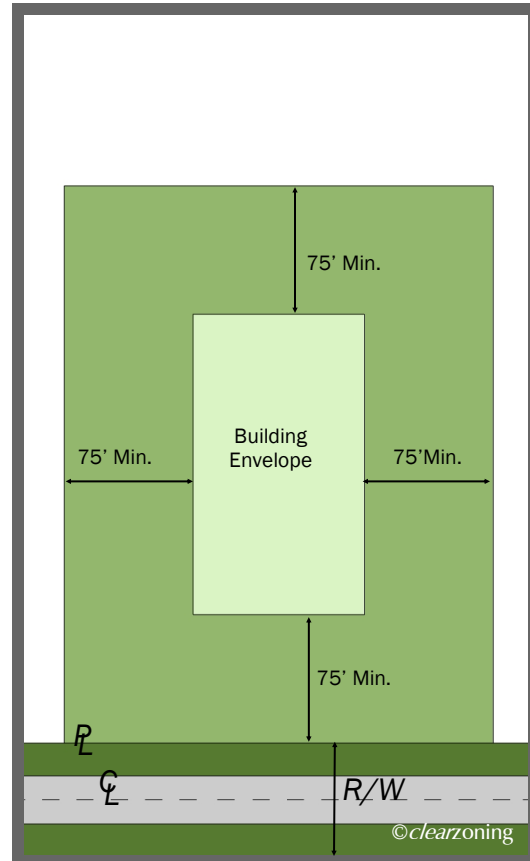 75' Min.
Building
Envelope
75' Min.
75'Min.
75' Min.
PL
CL
R/W
©clearzoning